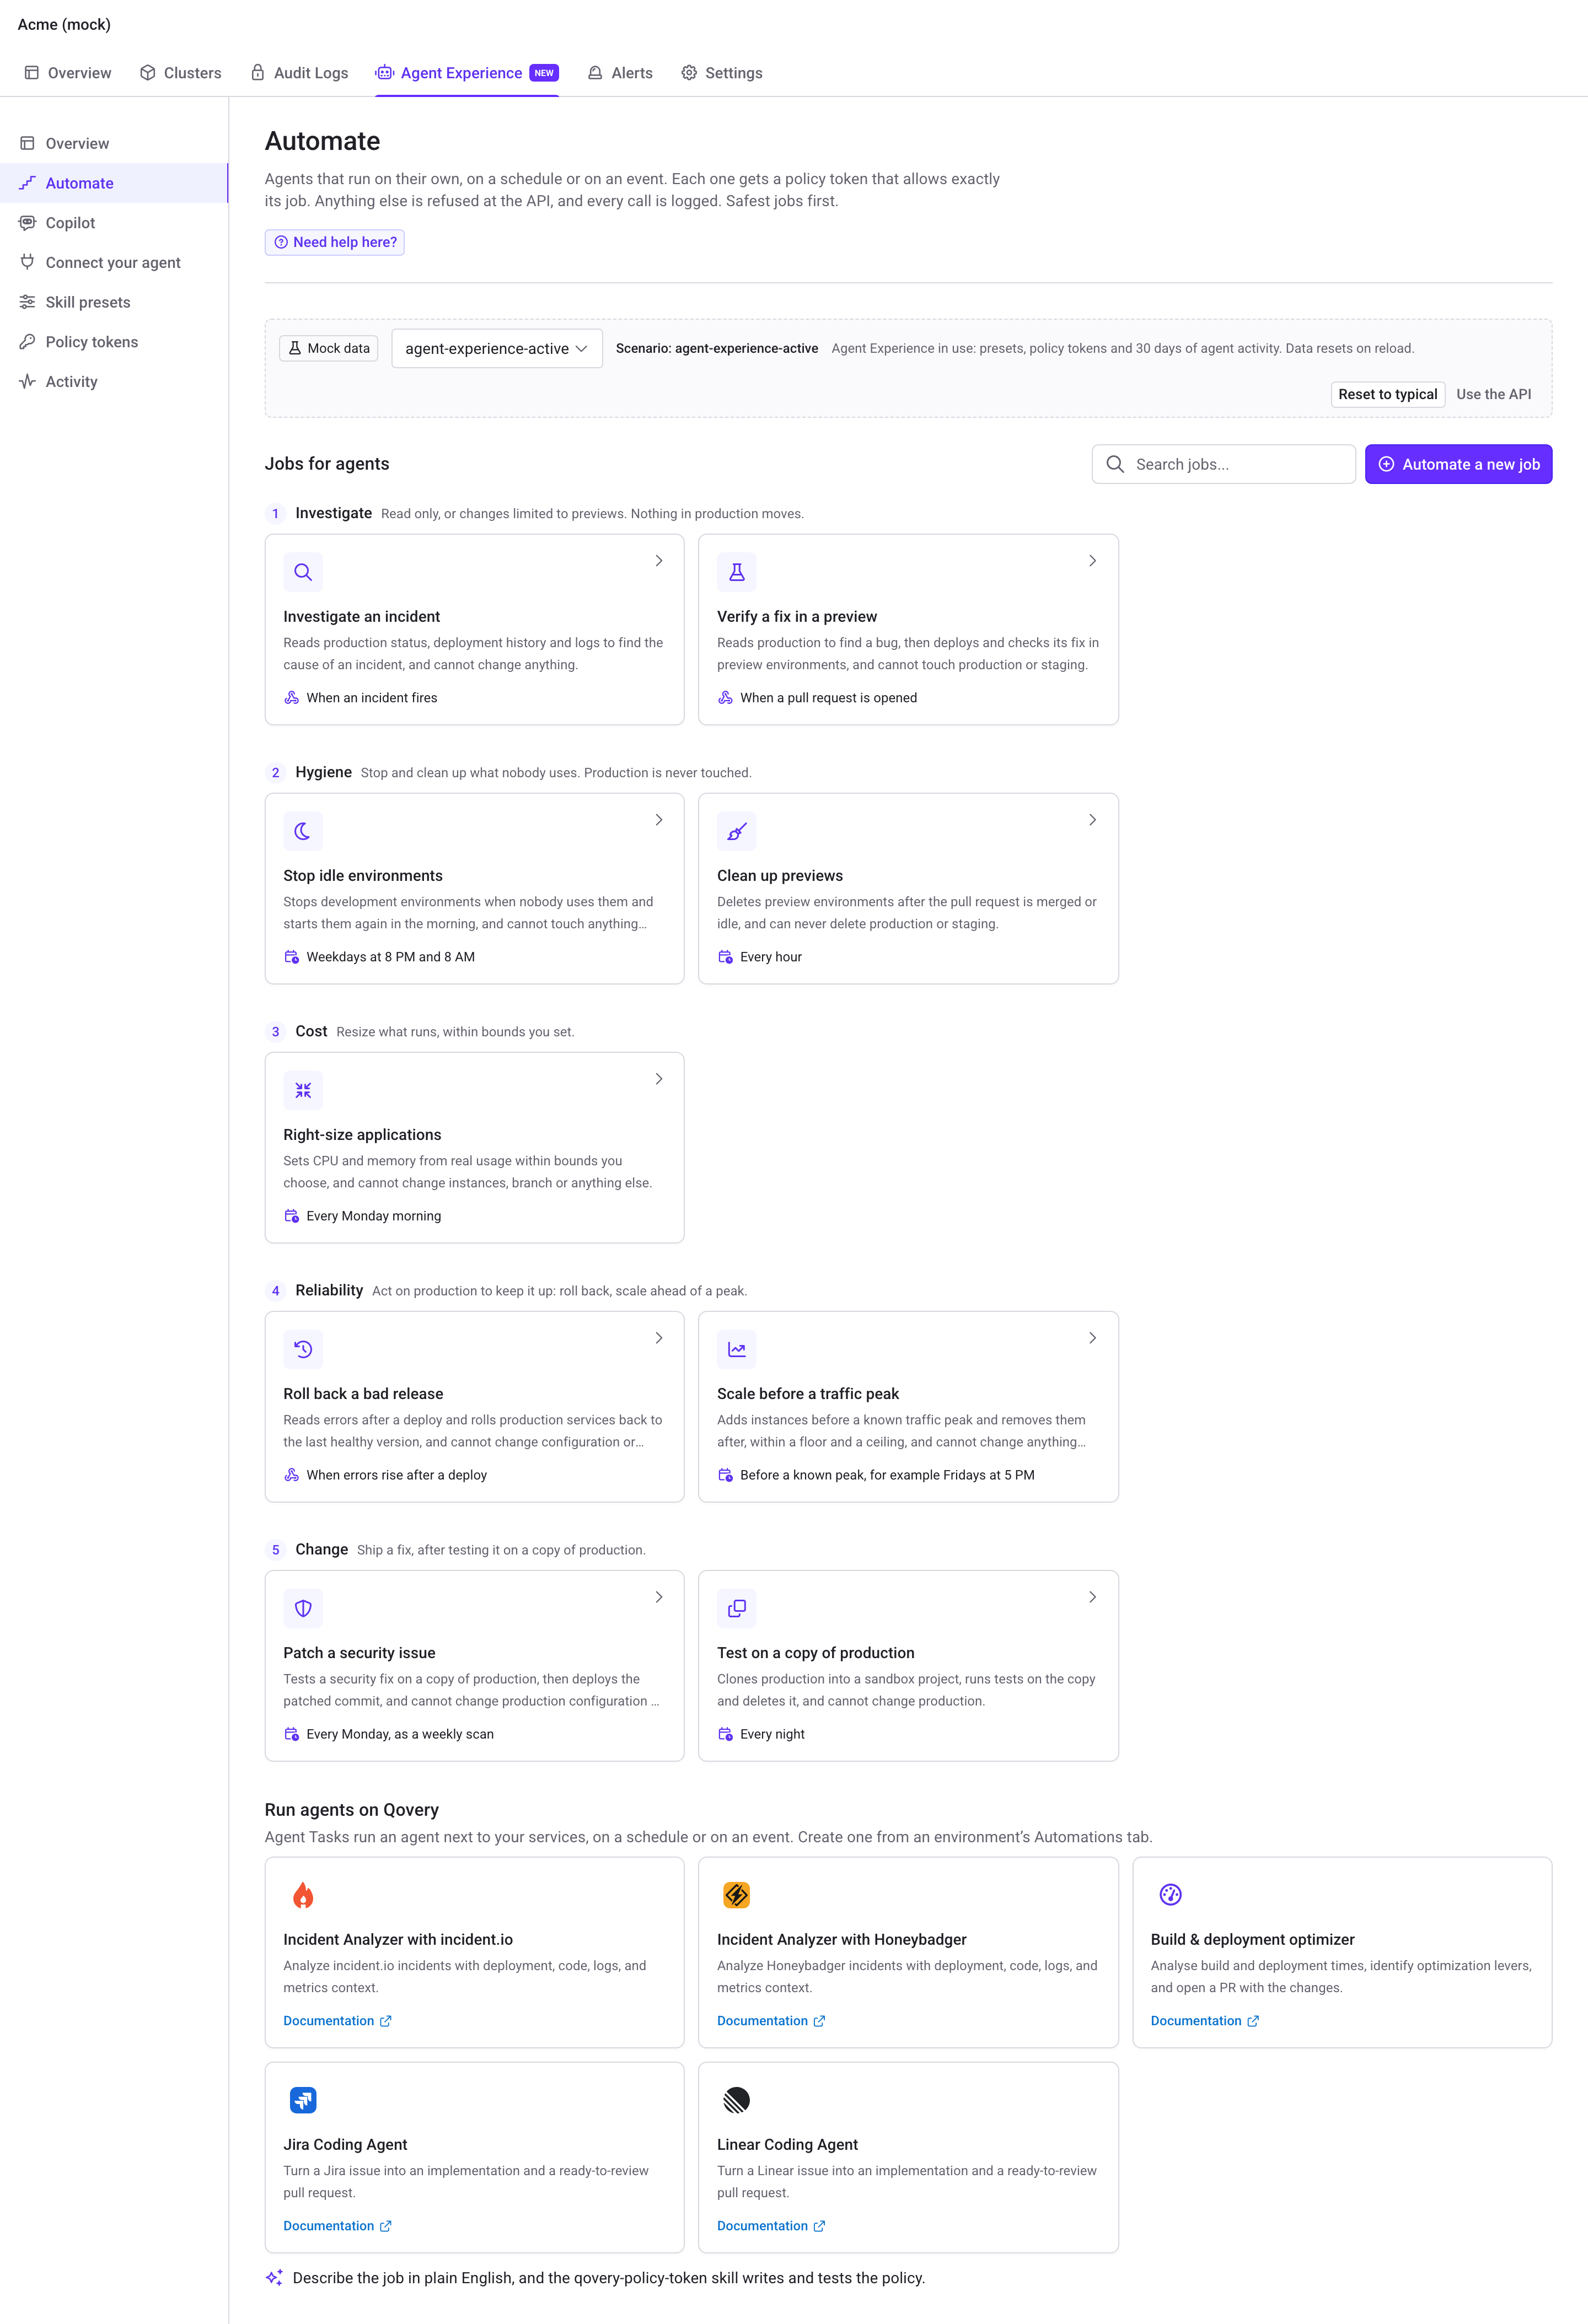 Acme (mock)
Overview
Clusters
Audit Logs
Agent Experience NEW
Alerts
Settings
Overview
Automate
Copilot
Connect your agent
Skill presets
Policy tokens
Activity
Automate
Agents that run on their own, on a schedule or on an event. Each one gets a policy token that allows exactly
its job. Anything else is refused at the API, and every call is logged. Safest jobs first.
Need help here?
Mock data
agent-experience-active
Scenario: agent-experience-active
Agent Experience in use: presets, policy tokens and 30 days of agent activity. Data resets on reload.
Reset to typical
Use the API
Jobs for agents
Search jobs...
Automate a new job
1 Investigate Read only, or changes limited to previews. Nothing in production moves.
Investigate an incident
Reads production status, deployment history and logs to find the
cause of an incident, and cannot change anything.
When an incident fires
Verify a fix in a preview
Reads production to find a bug, then deploys and checks its fix in
preview environments, and cannot touch production or staging.
When a pull request is opened
2 Hygiene Stop and clean up what nobody uses. Production is never touched.
Stop idle environments
Stops development environments when nobody uses them and
starts them again in the morning, and cannot touch anything...
Weekdays at 8 PM and 8 AM
Clean up previews
Deletes preview environments after the pull request is merged or
idle, and can never delete production or staging.
Every hour
3 Cost Resize what runs, within bounds you set.
Right-size applications
Sets CPU and memory from real usage within bounds you
choose, and cannot change instances, branch or anything else.
Every Monday morning
4 Reliability Act on production to keep it up: roll back, scale ahead of a peak.
Roll back a bad release
Reads errors after a deploy and rolls production services back to
the last healthy version, and cannot change configuration or...
When errors rise after a deploy
Scale before a traffic peak
Adds instances before a known traffic peak and removes them
after, within a floor and a ceiling, and cannot change anything...
Before a known peak, for example Fridays at 5 PM
5 Change Ship a fix, after testing it on a copy of production.
Patch a security issue
Tests a security fix on a copy of production, then deploys the
patched commit, and cannot change production configuration ...
Every Monday, as a weekly scan
Test on a copy of production
Clones production into a sandbox project, runs tests on the copy
and deletes it, and cannot change production.
Every night
Run agents on Qovery
Agent Tasks run an agent next to your services, on a schedule or on an event. Create one from an environment’s Automations tab.
Incident Analyzer with incident.io
Analyze incident.io incidents with deployment, code, logs, and
metrics context.
Documentation
Incident Analyzer with Honeybadger
Analyze Honeybadger incidents with deployment, code, logs, and
metrics context.
Documentation
Build & deployment optimizer
Analyse build and deployment times, identify optimization levers,
and open a PR with the changes.
Documentation
Jira Coding Agent
Turn a Jira issue into an implementation and a ready-to-review
pull request.
Documentation
Linear Coding Agent
Turn a Linear issue into an implementation and a ready-to-review
pull request.
Documentation
Describe the job in plain English, and the qovery-policy-token skill writes and tests the policy.